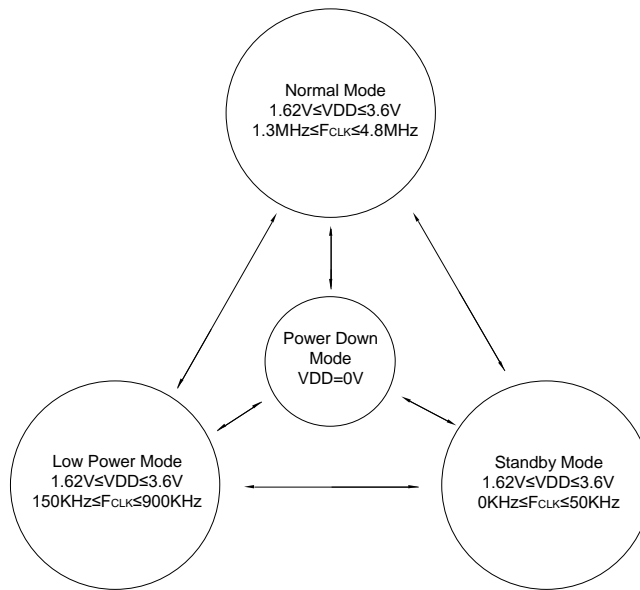 Normal Mode
1.62V≤VDD≤3.6V
1.3MHz≤FCLK≤4.8MHz
Power Down
Mode
VDD=0V
Low Power Mode
1.62V≤VDD≤3.6V
150KHz≤FCLK≤900KHz
Standby Mode
1.62V≤VDD≤3.6V
0KHz≤FCLK≤50KHz